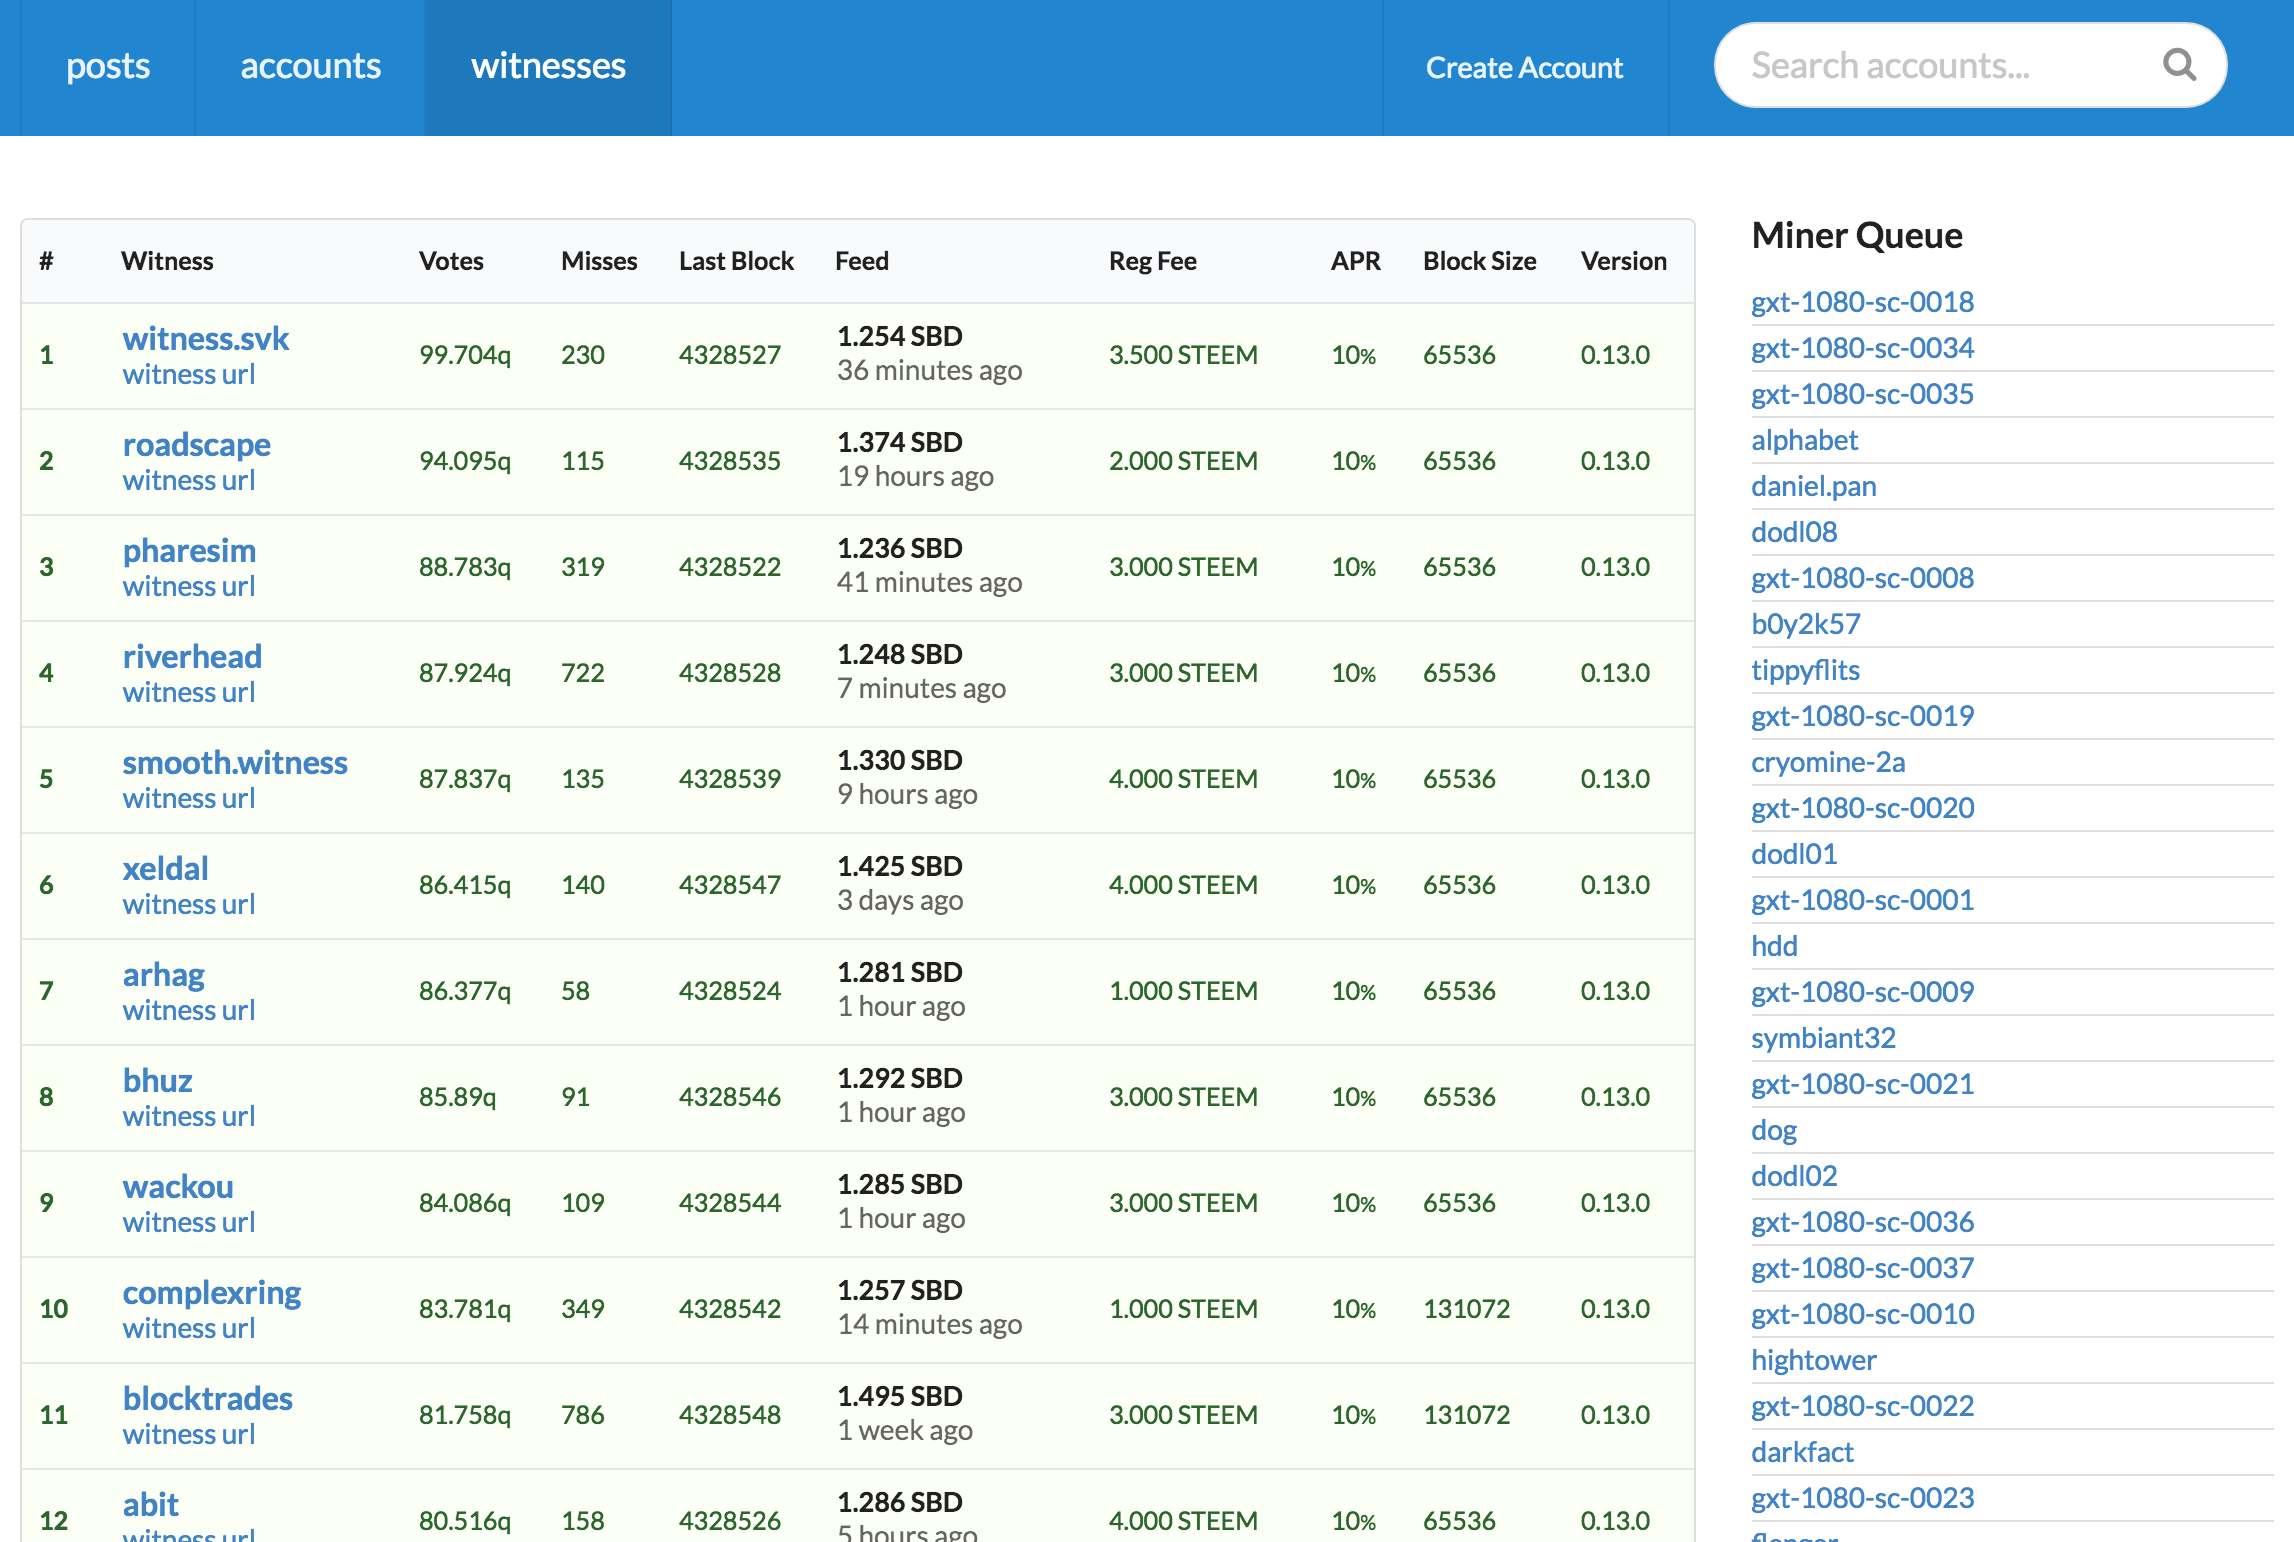 posts accounts witnesses Create Account Search accounts...
# Witness Votes Misses Last Block Feed Reg Fee APR Block Size Version
1 witness.svk witness url 99.704q 230 4328527 1.254 SBD 36 minutes ago 3.500 STEEM 10% 65536 0.13.0
2 roadscape witness url 94.095q 115 4328535 1.374 SBD 19 hours ago 2.000 STEEM 10% 65536 0.13.0
3 pharesim witness url 88.783q 319 4328522 1.236 SBD 41 minutes ago 3.000 STEEM 10% 65536 0.13.0
4 riverhead witness url 87.924q 722 4328528 1.248 SBD 7 minutes ago 3.000 STEEM 10% 65536 0.13.0
5 smooth.witness witness url 87.837q 135 4328539 1.330 SBD 9 hours ago 4.000 STEEM 10% 65536 0.13.0
6 xeldal witness url 86.415q 140 4328547 1.425 SBD 3 days ago 4.000 STEEM 10% 65536 0.13.0
7 arhag witness url 86.377q 58 4328524 1.281 SBD 1 hour ago 1.000 STEEM 10% 65536 0.13.0
8 bhuz witness url 85.89q 91 4328546 1.292 SBD 1 hour ago 3.000 STEEM 10% 65536 0.13.0
9 wackou witness url 84.086q 109 4328544 1.285 SBD 1 hour ago 3.000 STEEM 10% 65536 0.13.0
10 complexring witness url 83.781q 349 4328542 1.257 SBD 14 minutes ago 1.000 STEEM 10% 131072 0.13.0
11 blocktrades witness url 81.758q 786 4328548 1.495 SBD 1 week ago 3.000 STEEM 10% 131072 0.13.0
12 abit witness url 80.516q 158 4328526 1.286 SBD 5 hours ago 4.000 STEEM 10% 65536 0.13.0
Miner Queue
gxt-1080-sc-0018
gxt-1080-sc-0034
gxt-1080-sc-0035
alphabet
daniel.pan
dodl08
gxt-1080-sc-0008
b0y2k57
tippyflits
gxt-1080-sc-0019
cryomine-2a
gxt-1080-sc-0020
dodl01
gxt-1080-sc-0001
hdd
gxt-1080-sc-0009
symbiant32
gxt-1080-sc-0021
dog
dodl02
gxt-1080-sc-0036
gxt-1080-sc-0037
gxt-1080-sc-0010
hightower
gxt-1080-sc-0022
darkfact
gxt-1080-sc-0023